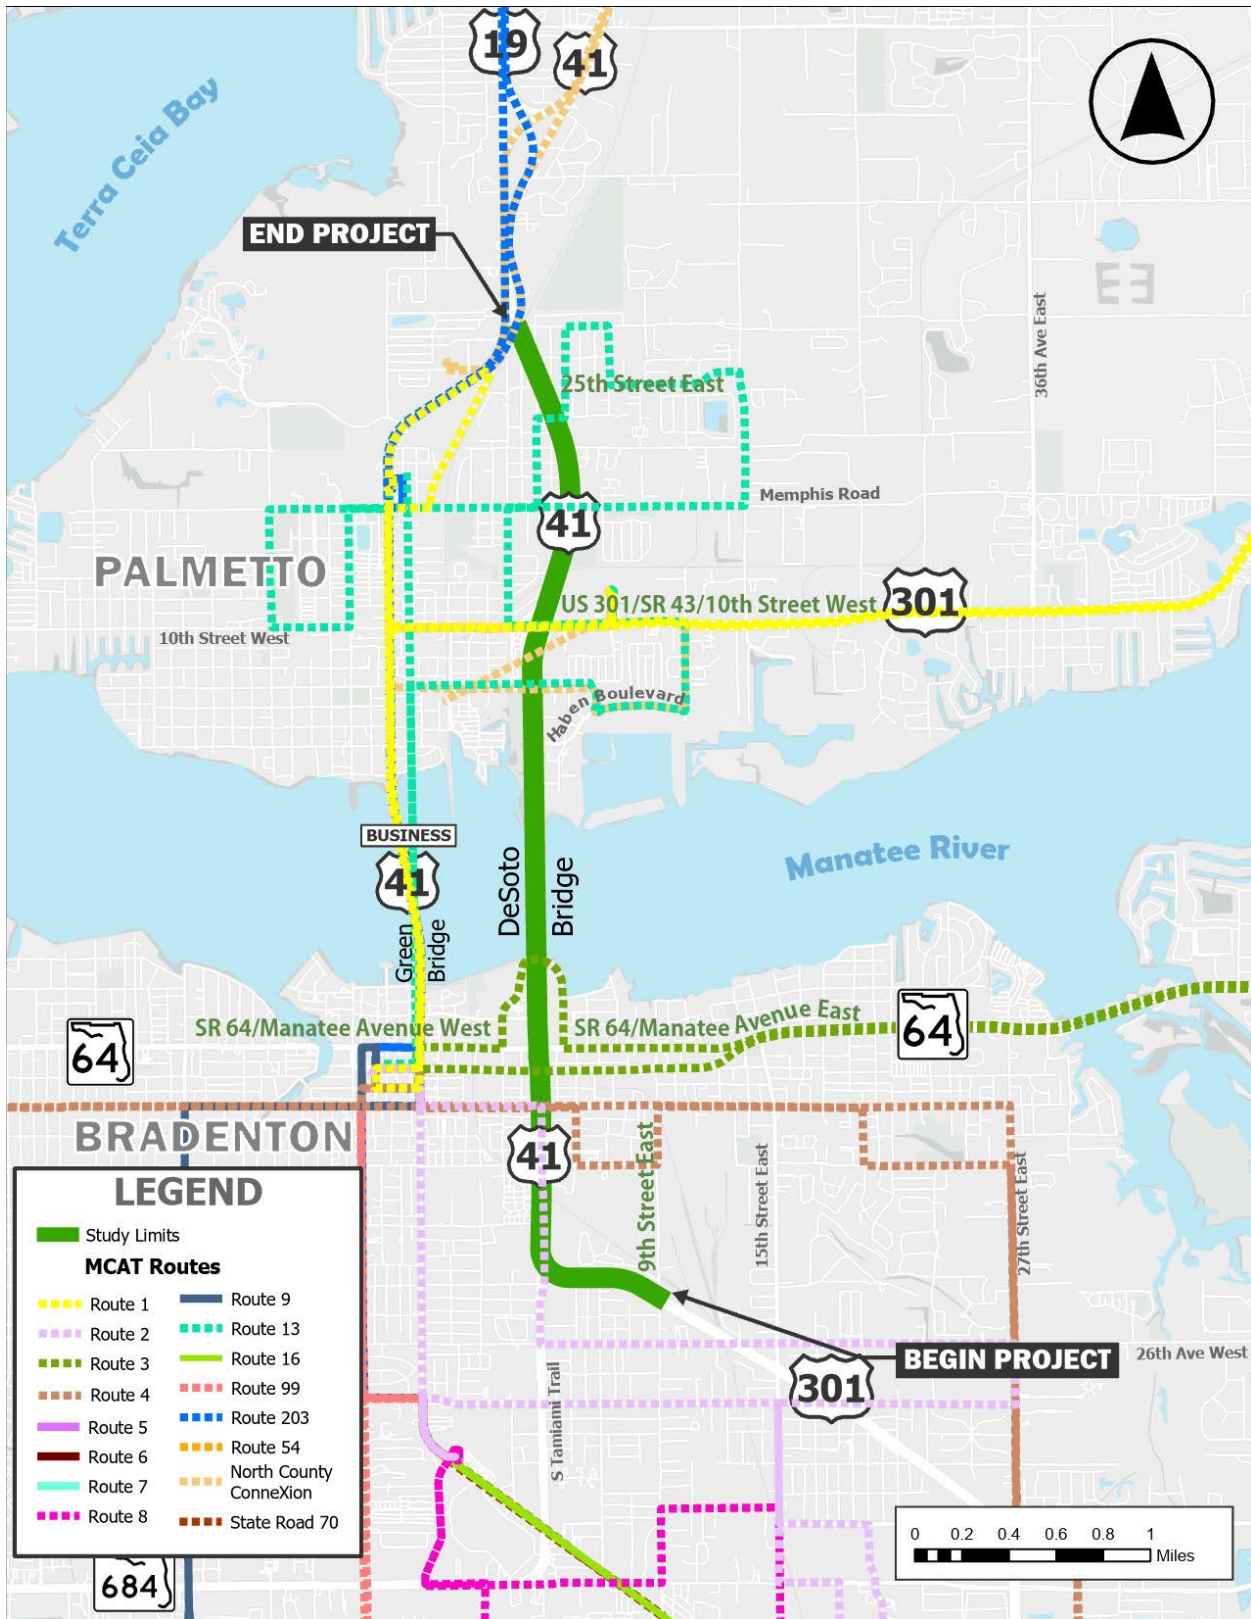 19
41
Terra Ceia Bay
END PROJECT
36th Ave East
25th Street East
Memphis Road
41
PALMETTO
US 301/SR 43/10th Street West
301
10th Street West
Haben Boulevard
BUSINESS
41
Manatee River
DeSoto
Bridge
Green
Bridge
SR 64/Manatee Avenue West
SR 64/Manatee Avenue East
64
64
BRADENTON
41
9th Street East
15th Street East
27th Street East
BEGIN PROJECT
26th Ave West
301
S Tamiami Trail
LEGEND
Study Limits
MCAT Routes
Route 1
Route 2
Route 3
Route 4
Route 5
Route 6
Route 7
Route 8
Route 9
Route 13
Route 16
Route 99
Route 203
Route 54
North County
ConneXion
State Road 70
684
0 0.2 0.4 0.6 0.8 1
Miles